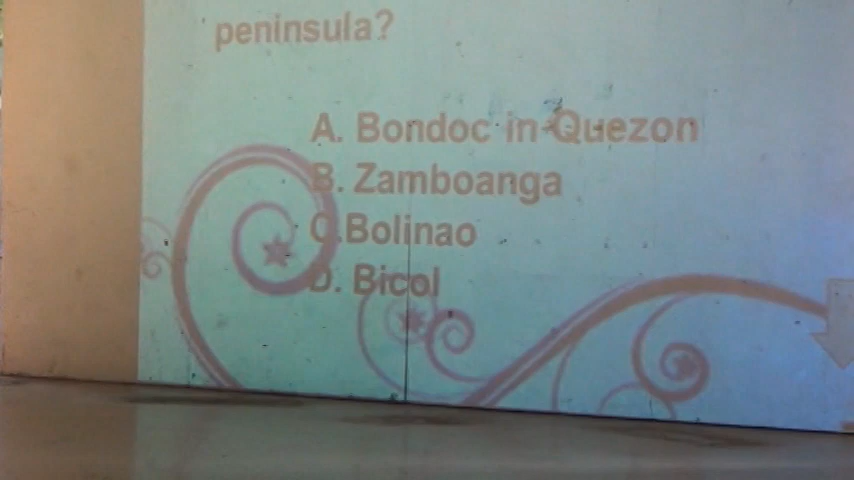 peninsula?
A. Bondoc in Quezon
B. Zamboanga
C.Bolinao
D. Bicol